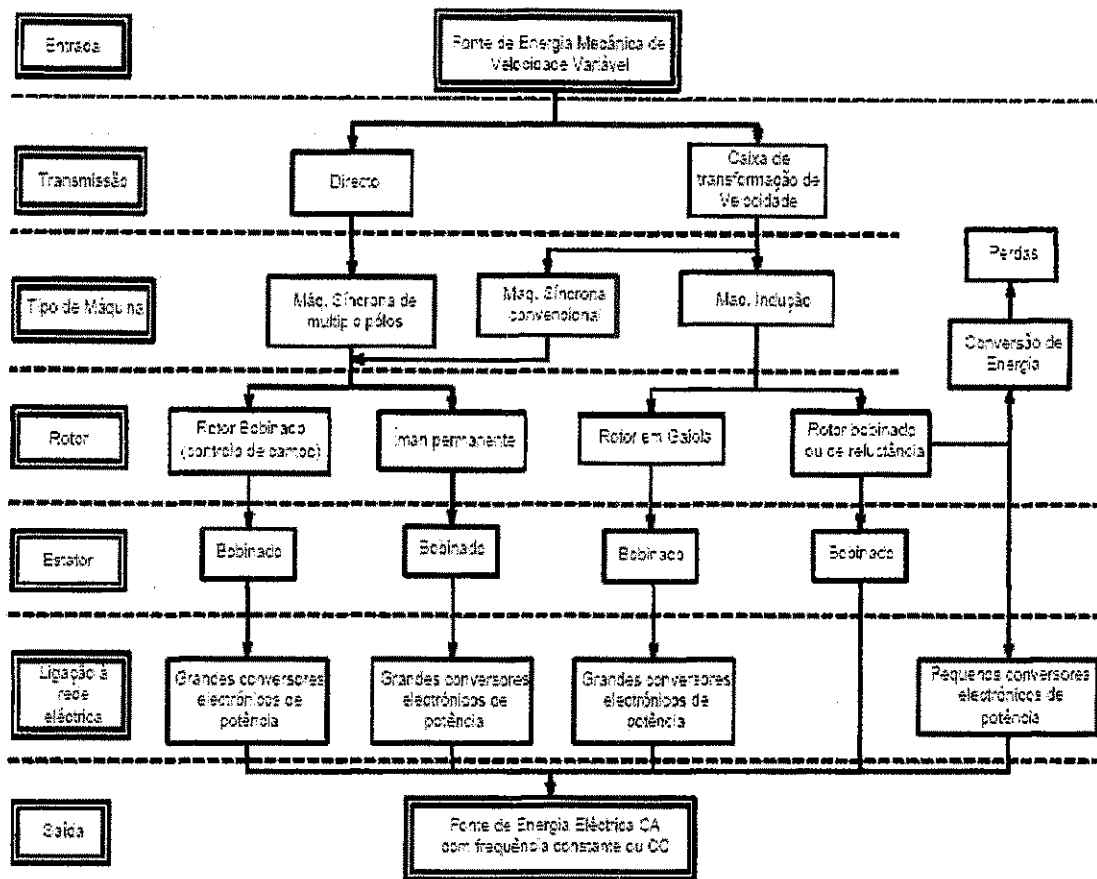 Entrada
Fonte de Energia Mecânica de
Velocidade Variável
Transmissão
Directo
Caixa de
transformação de
Velocidade
Tipo de Máquina
Máq. Síncrona de
multiplo pólos
Maq. Síncrona
convencional
Maq. Indução
Perdas
Conversão de
Energia
Rotor
Rotor Bobinado
(controlo de campo)
Íman permanente
Rotor em Gaiola
Rotor bobinado
ou de relustância
Estator
Bobinado
Bobinado
Bobinado
Bobinado
Ligação à
rede
eléctrica
Grandes conversores
electrónicos de
potência
Grandes conversores
electrónicos de
potência
Grandes conversores
electrónicos de
potência
Pequenos conversores
electrónicos de
potência
Saída
Fonte de Energia Eléctrica CA
com frequência constante ou CC